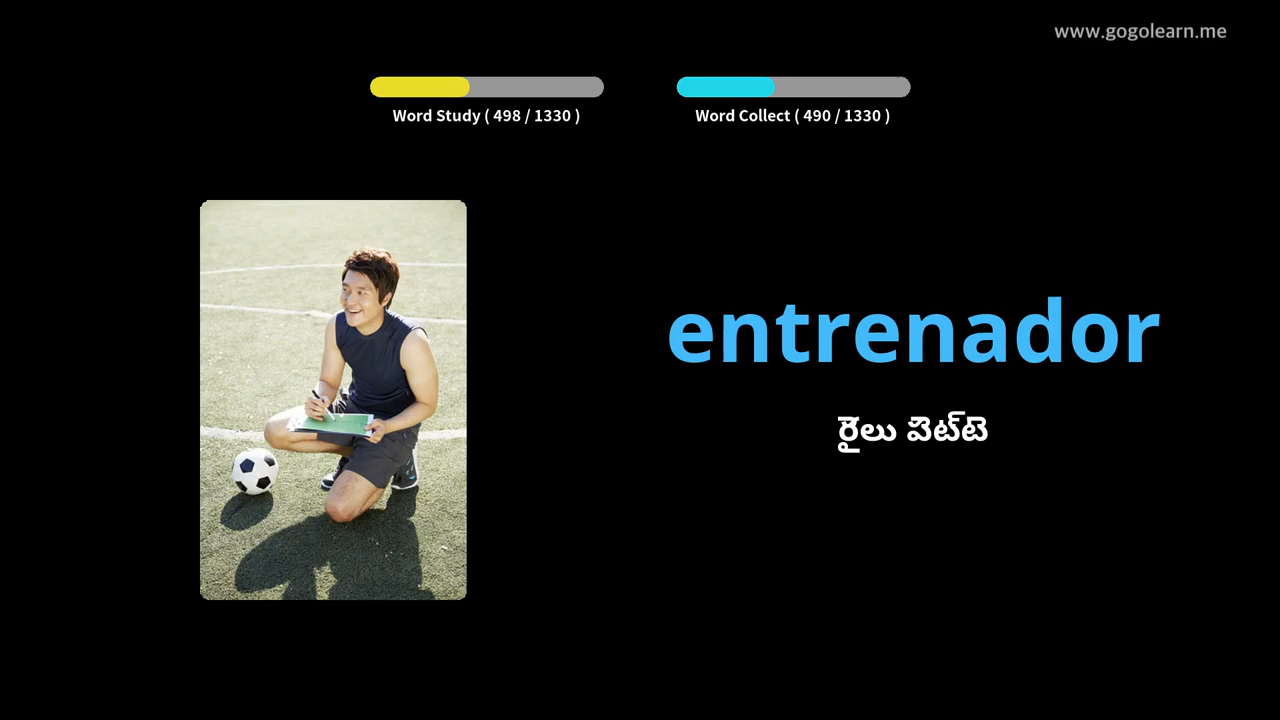 www.gogolearn.me
Word Study ( 498 / 1330 )
Word Collect ( 490 / 1330 )
entrenador
రైలు పెట్టె